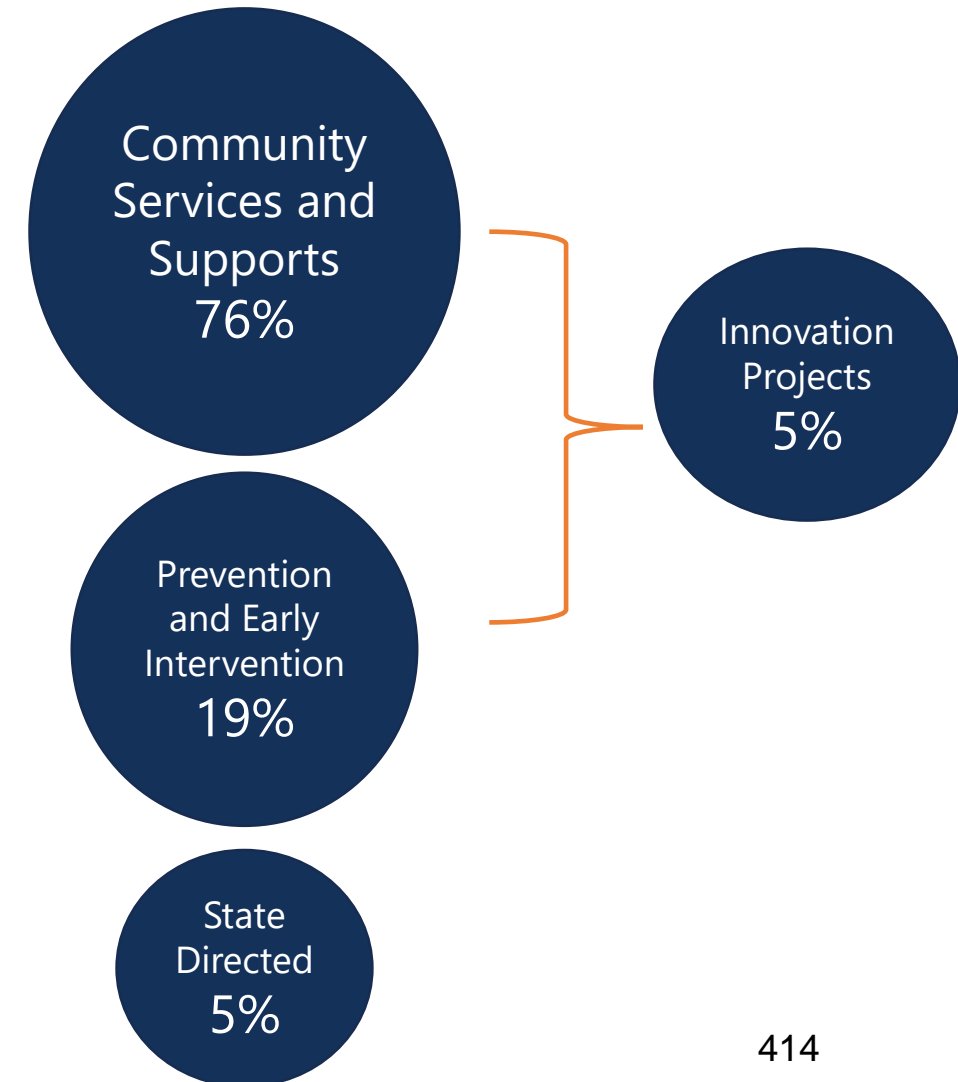 Community
Services and
Supports
76%
Innovation
Projects
5%
Prevention
and Early
Intervention
19%
State
Directed
5%
414